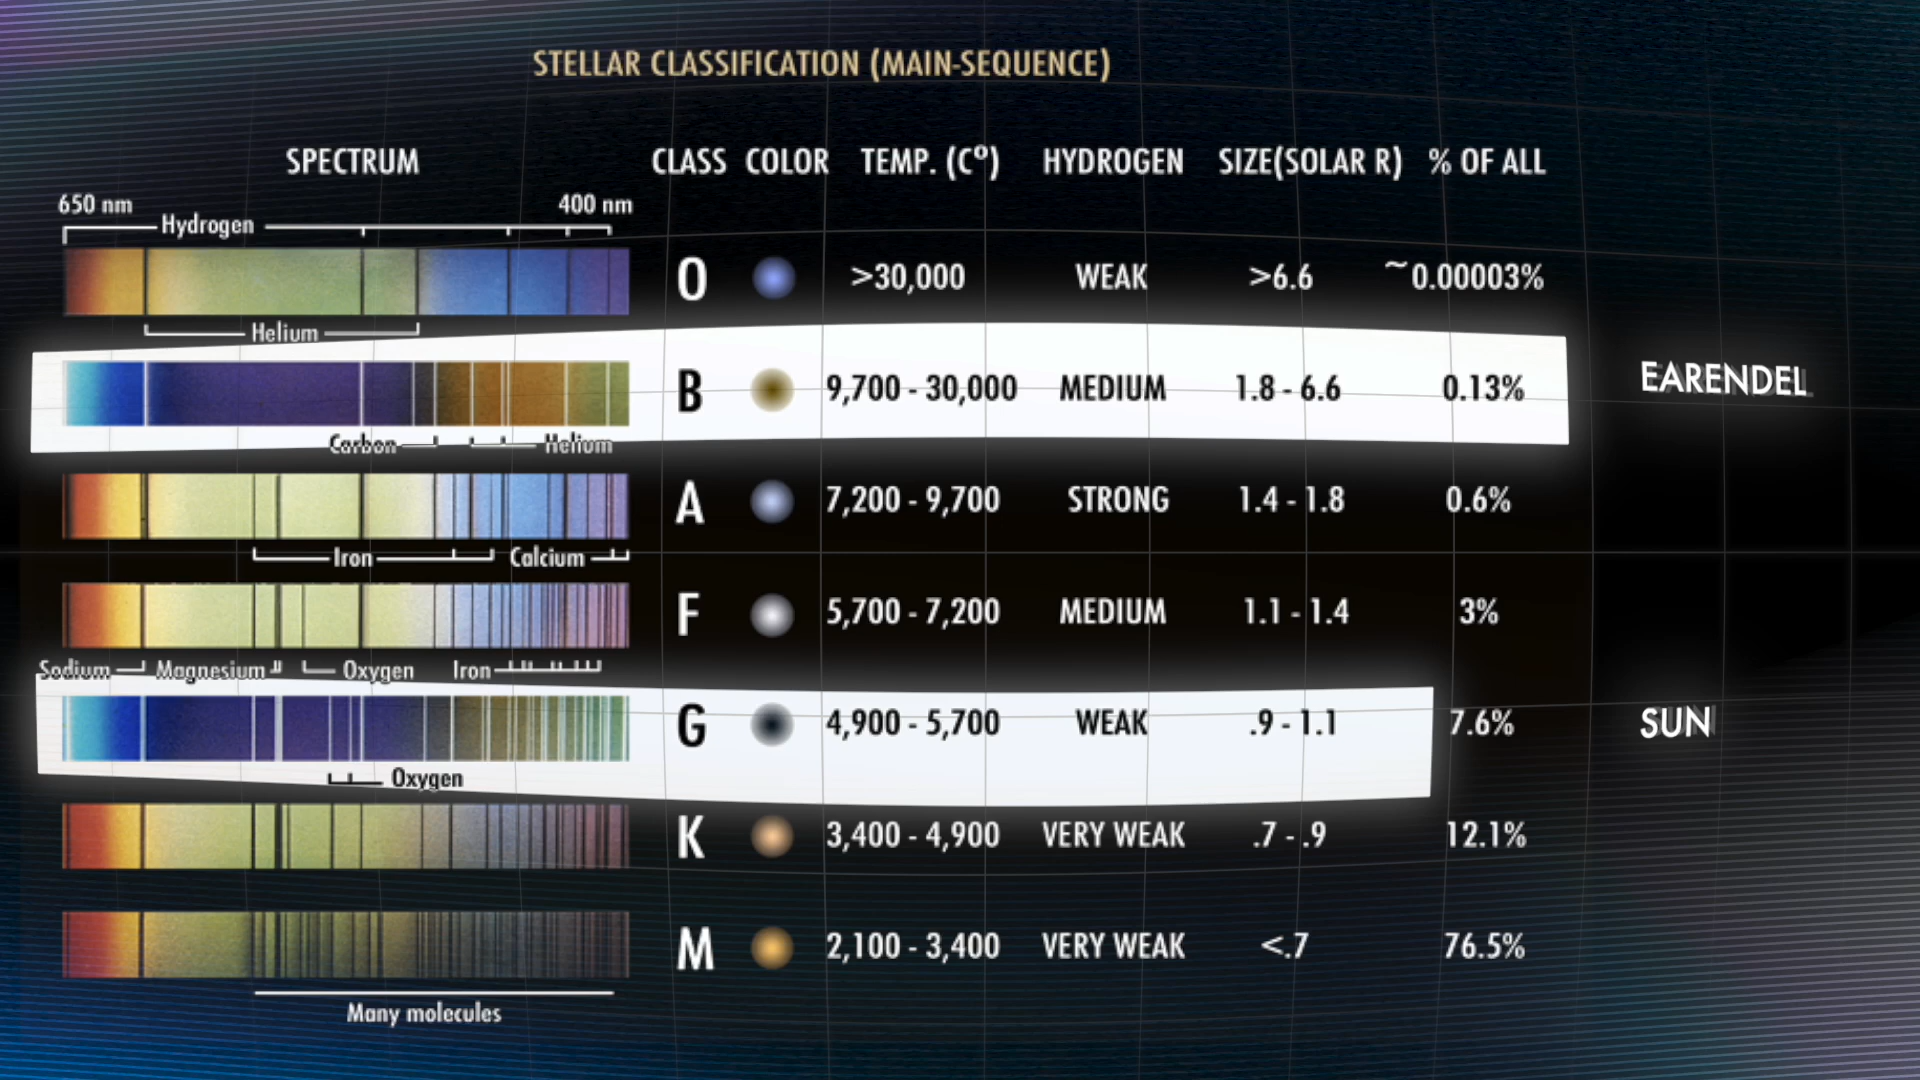 STELLAR CLASSIFICATION (MAIN-SEQUENCE)
SPECTRUM CLASS COLOR TEMP. (Cº) HYDROGEN SIZE(SOLAR R) % OF ALL
650 nm 400 nm
Hydrogen
O >30,000 WEAK >6.6 ~0.00003%
Helium
B 9,700 - 30,000 MEDIUM 1.8 - 6.6 0.13% EARENDEL
Carbon Helium
A 7,200 - 9,700 STRONG 1.4 - 1.8 0.6%
Iron Calcium
F 5,700 - 7,200 MEDIUM 1.1 - 1.4 3%
Sodium Magnesium Oxygen Iron
G 4,900 - 5,700 WEAK .9 - 1.1 7.6% SUN
Oxygen
K 3,400 - 4,900 VERY WEAK .7 - .9 12.1%
M 2,100 - 3,400 VERY WEAK <.7 76.5%
Many molecules